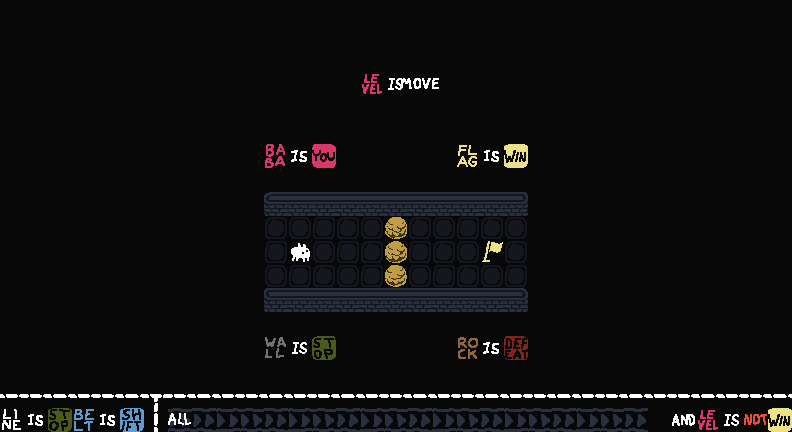 LEVEL IS MOVE
BABA IS YOU FLAG IS WIN
WALL IS STOP ROCK IS DEFEAT
LINE IS STOP BELT IS SHIFT ALL AND LEVEL IS NOT WIN